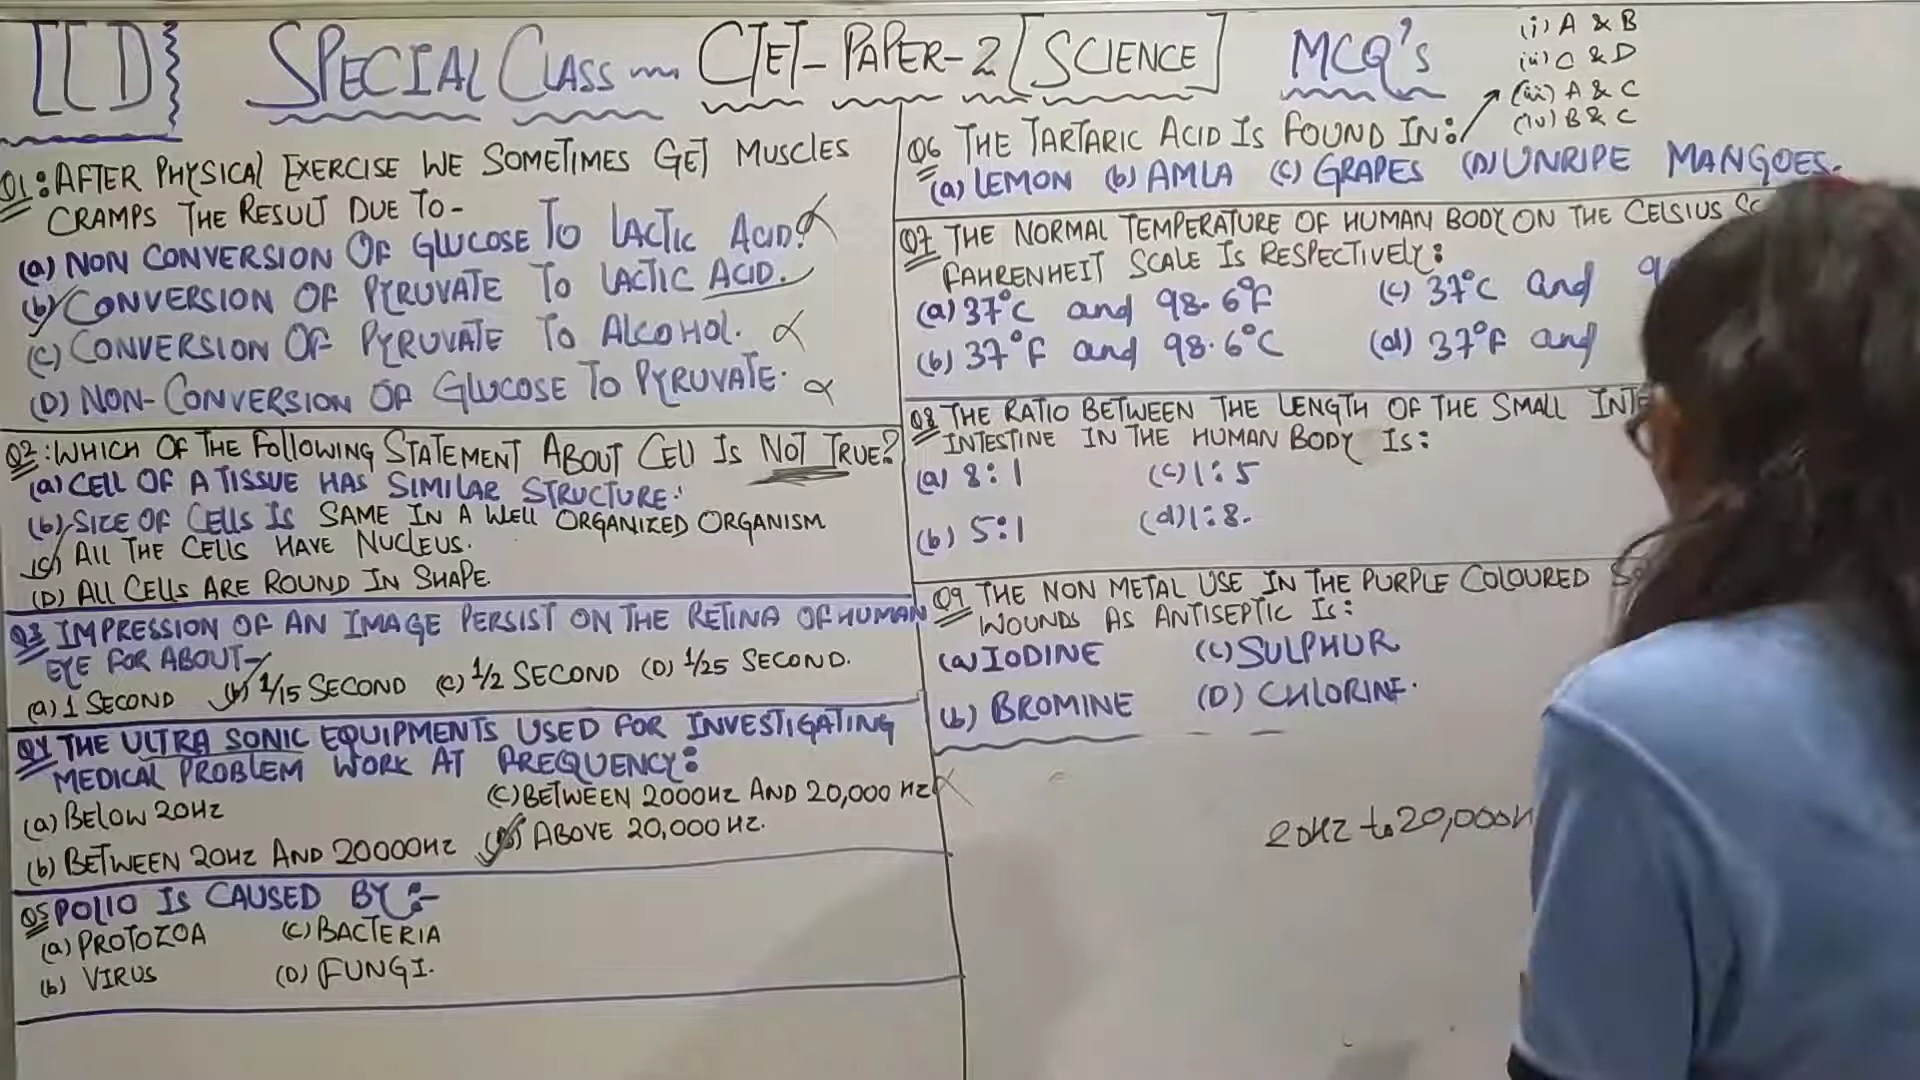 [CD] SPECIAL CLASS CTET-PAPER-2 [SCIENCE] MCQ'S
Q1: AFTER PHYSICAL EXERCISE WE SOMETIMES GET MUSCLES
CRAMPS THE RESULT DUE TO-
(a) NON CONVERSION OF GLUCOSE TO LACTIC ACID.
(b) CONVERSION OF PYRUVATE TO LACTIC ACID.
(C) CONVERSION OF PYRUVATE TO ALCOHOL.
(D) NON-CONVERSION OF GLUCOSE TO PYRUVATE.
Q2: WHICH OF THE FOllOWING STATEMENT ABOUT CELL IS NOT TRUE?
(a) CELL OF A TISSUE HAS SIMILAR STRUCTURE.
(b) SIZE OF CELLS IS SAME IN A WELL ORGANIZED ORGANISM
(C) ALL THE CELLS HAVE NUCLEUS.
(D) ALL CELLS ARE ROUND IN SHAPE.
Q3 IMPRESSION OF AN IMAGE PERSIST ON THE RETINA OF HUMAN
EYE FOR ABOUT-
(a) 1 SECOND (b) 1/15 SECOND (C) 1/2 SECOND (D) 1/25 SECOND.
Q4 THE ULTRA SONIC EQUIPMENTS USED FOR INVESTIGATING
MEDICAL PROBLEM WORK AT FREQUENCY:
(a) BELOW 20HZ (C) BETWEEN 2000HZ AND 20,000 HZ
(b) BETWEEN 20HZ AND 20000HZ (D) ABOVE 20,000 HZ.
Q5 POLIO IS CAUSED BY:-
(a) PROTOZOA (C) BACTERIA
(b) VIRUS (D) FUNGI.
(i) A & B
(ii) C & D
(iii) A & C
(iv) B & C
Q6 THE TARTARIC ACID IS FOUND IN:
(a) LEMON (b) AMLA (C) GRAPES (D) UNRIPE MANGOES.
Q7 THE NORMAL TEMPERATURE OF HUMAN BODY ON THE CELSIUS
FAHRENHEIT SCALE IS RESPECTIVELY:
(a) 37°C and 98.6°F (C) 37°C and
(b) 37°F and 98.6°C (d) 37°F and
Q8 THE RATIO BETWEEN THE LENGTH OF THE SMALL
INTESTINE IN THE HUMAN BODY IS:
(a) 8:1 (C) 1:5
(b) 5:1 (d) 1:8.
Q9 THE NON METAL USE IN THE PURPLE COLOURED
WOUNDS AS ANTISEPTIC IS:
(a) IODINE (C) SULPHUR
(b) BROMINE (D) CHLORINE.
20HZ to 20,000H